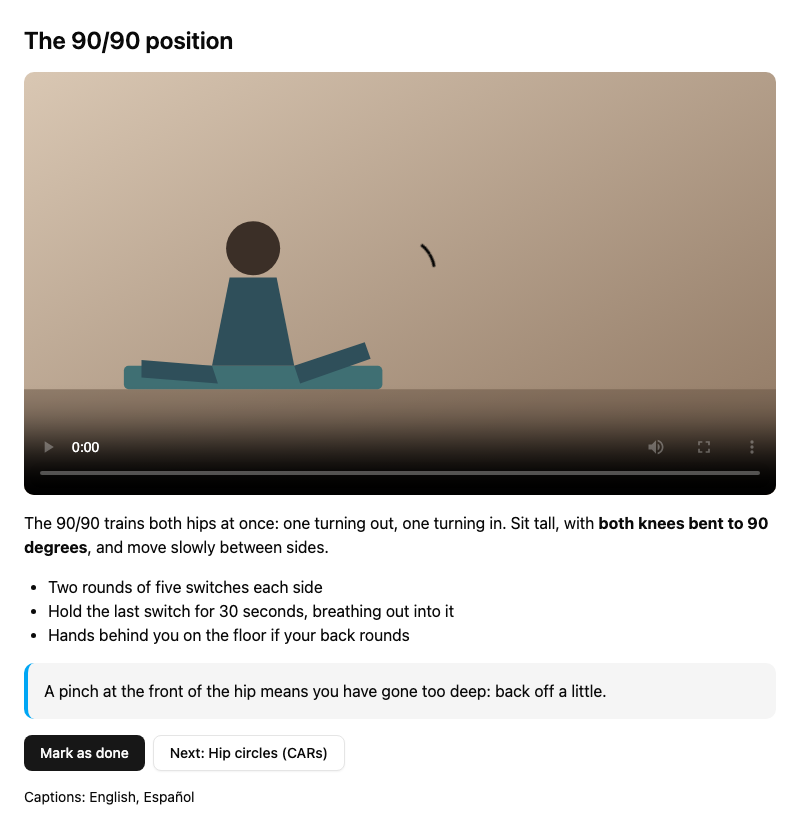 The 90/90 position
0:00
The 90/90 trains both hips at once: one turning out, one turning in. Sit tall, with both knees bent to 90
degrees, and move slowly between sides.
Two rounds of five switches each side
Hold the last switch for 30 seconds, breathing out into it
Hands behind you on the floor if your back rounds
A pinch at the front of the hip means you have gone too deep: back off a little.
Mark as done
Next: Hip circles (CARs)
Captions: English, Español